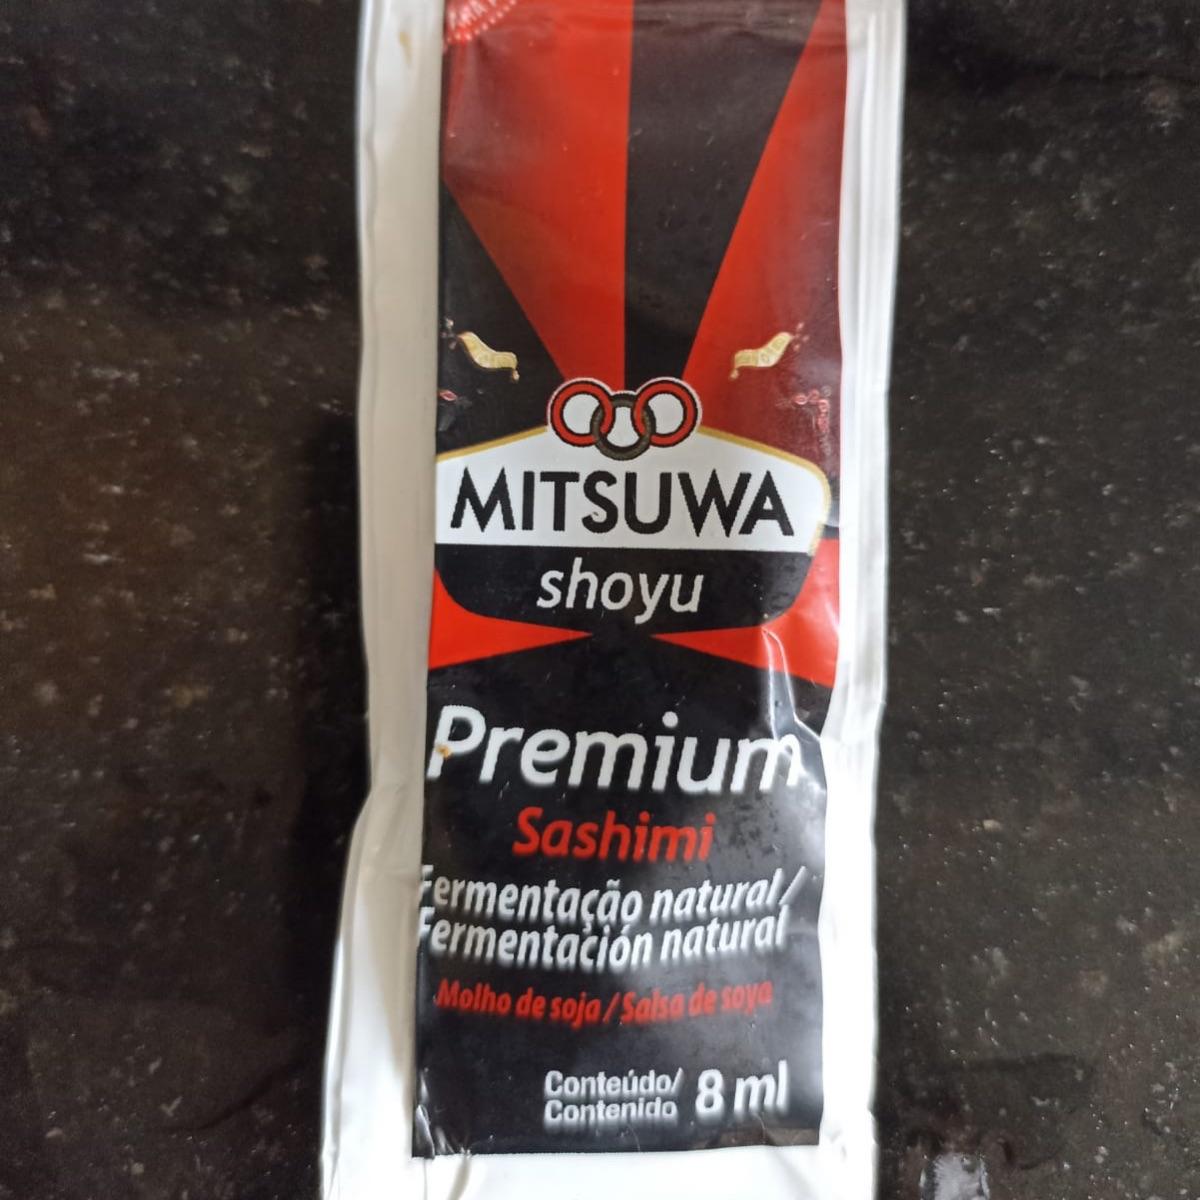 MITSUWA
shoyu
Premium
Sashimi
Fermentação natural/
Fermentación natural
Molho de soja / Salsa de soya
Conteúdo/
Contenido 8 ml